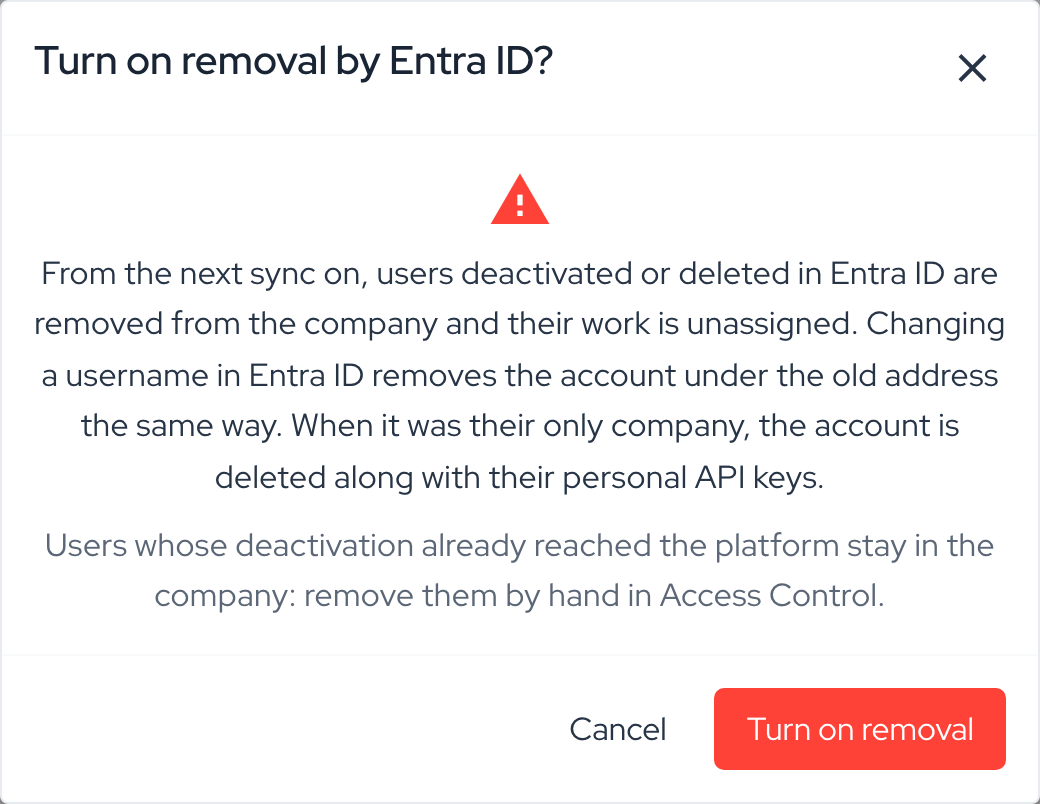 Turn on removal by Entra ID?
From the next sync on, users deactivated or deleted in Entra ID are
removed from the company and their work is unassigned. Changing
a username in Entra ID removes the account under the old address
the same way. When it was their only company, the account is
deleted along with their personal API keys.
Users whose deactivation already reached the platform stay in the
company: remove them by hand in Access Control.
Cancel
Turn on removal